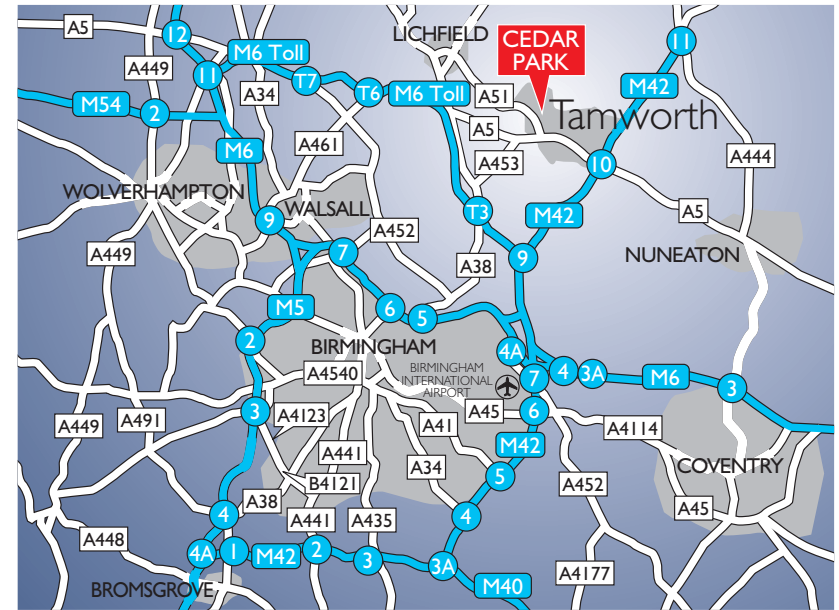 A5
12
LICHFIELD
CEDAR
PARK
11
A449
11
M6 Toll
A34
T7
T6
M6 Toll
A51
M42
M54
2
A5
Tamworth
M6
A461
A453
10
A444
WOLVERHAMPTON
WALSALL
9
T3
M42
A5
A452
A449
7
9
NUNEATON
A38
M5
6
5
2
BIRMINGHAM
4A
BIRMINGHAM
INTERNATIONAL
AIRPORT
A4540
7
4
3A
M6
3
3
A4123
A45
6
A449
A491
A41
A4114
A441
M42
COVENTRY
A34
5
B4121
A452
A38
A45
4
A441
A435
4
A448
4A
1
M42
2
3
3A
A4177
BROMSGROVE
M40